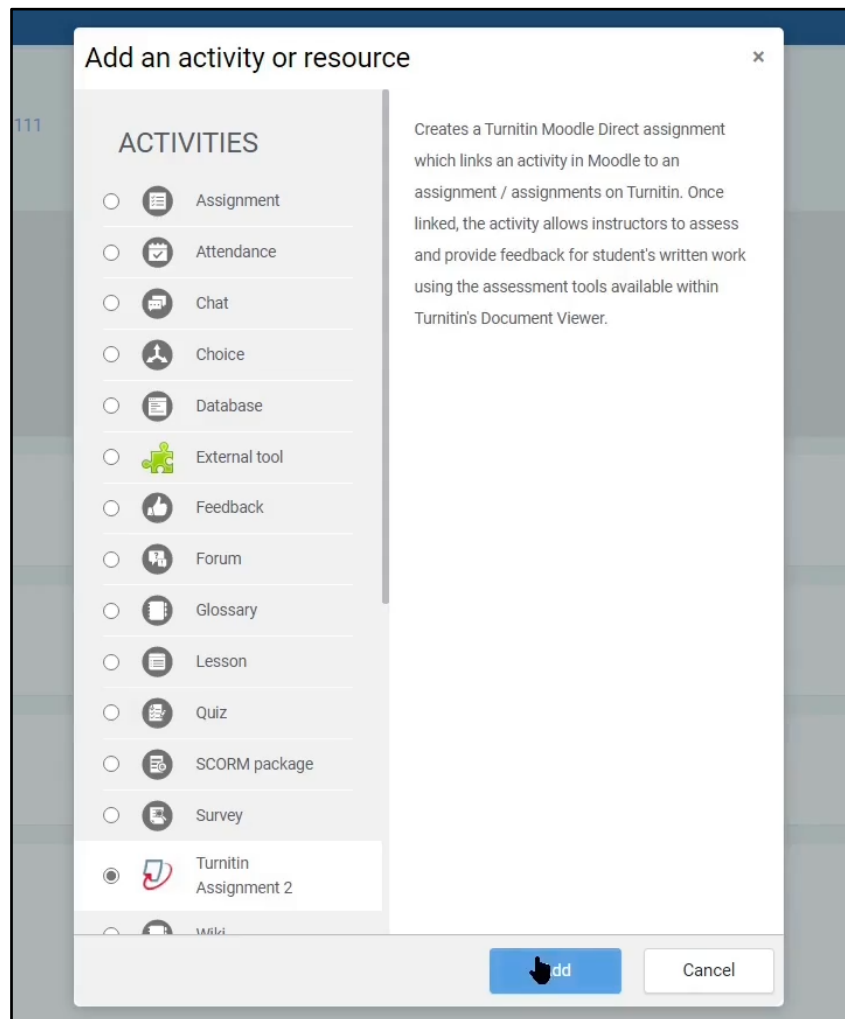 Add an activity or resource
×
111
ACTIVITIES
Assignment
Attendance
Chat
Choice
Database
External tool
Feedback
Forum
Glossary
Lesson
Quiz
SCORM package
Survey
Turnitin
Assignment 2
Wiki
Creates a Turnitin Moodle Direct assignment
which links an activity in Moodle to an
assignment / assignments on Turnitin. Once
linked, the activity allows instructors to assess
and provide feedback for student's written work
using the assessment tools available within
Turnitin's Document Viewer.
Add
Cancel